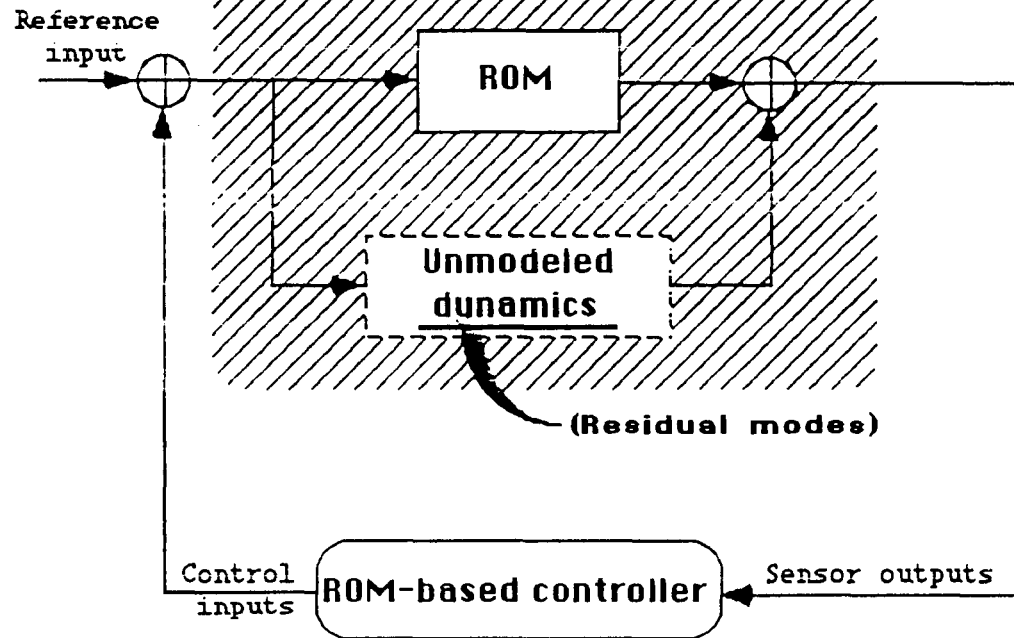 Reference
input
ROM
Unmodeled
dunamics
(Residual modes)
Control
inputs
ROM-based controller
Sensor outputs